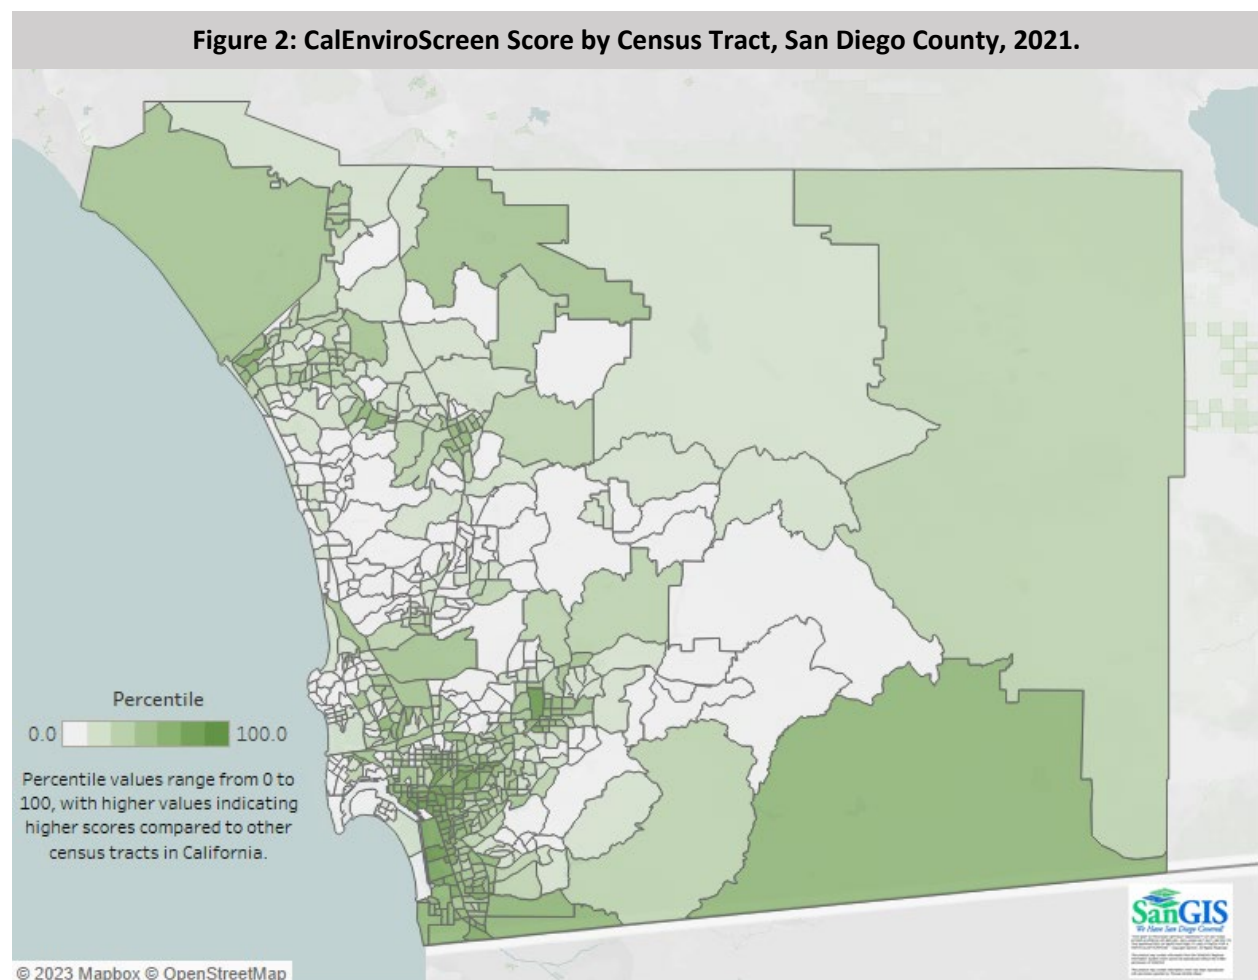 Figure 2: CalEnviroScreen Score by Census Tract, San Diego County, 2021.
Percentile
0.0 100.0
Percentile values range from 0 to
100, with higher values indicating
higher scores compared to other
census tracts in California.
SanGIS
We Have San Diego Covered!
© 2023 Mapbox © OpenStreetMap